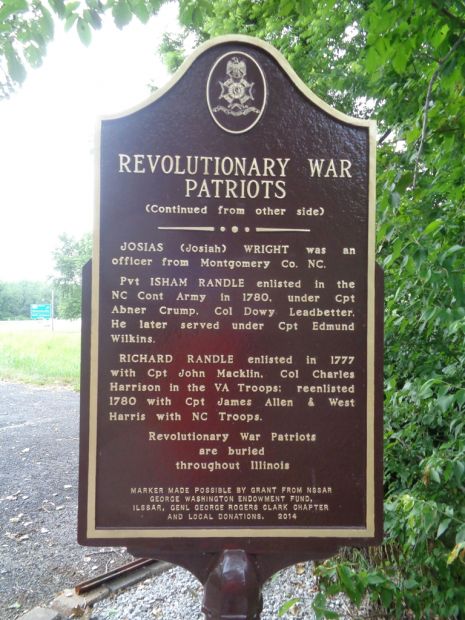 REVOLUTIONARY WAR
PATRIOTS
(Continued from other side)
JOSIAS (Josiah) WRIGHT was an
officer from Montgomery Co. NC.
Pvt ISHAM RANDLE enlisted in the
NC Cont Army in 1780, under Cpt
Abner Crump, Col Dowy Leadbetter.
He later served under Cpt Edmund
Wilkins.
RICHARD RANDLE enlisted in 1777
with Cpt John Macklin, Col Charles
Harrison in the VA Troops; reenlisted
1780 with Cpt James Allen & West
Harris with NC Troops.
Revolutionary War Patriots
are buried
throughout Illinois
MARKER MADE POSSIBLE BY GRANT FROM NSSAR
GEORGE WASHINGTON ENDOWMENT FUND,
ILSSAR, GENL GEORGE ROGERS CLARK CHAPTER
AND LOCAL DONATIONS. 2014